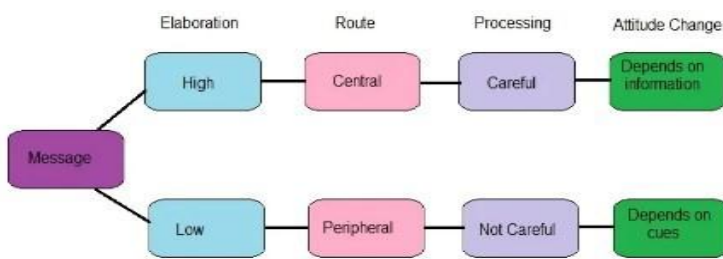 Elaboration Route Processing Attitude Change
High Central Careful Depends on
information
Message
Low Peripheral Not Careful Depends on
cues